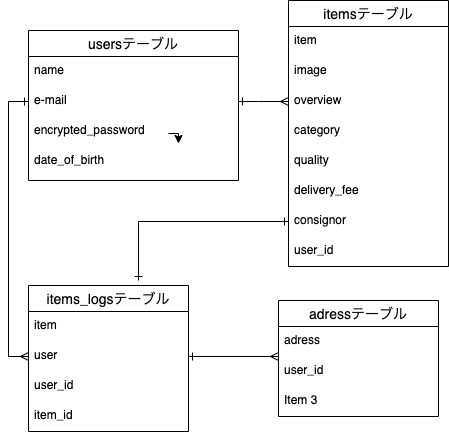 usersテーブル
name
e-mail
encrypted_password
date_of_birth
itemsテーブル
item
image
overview
category
quality
delivery_fee
consignor
user_id
items_logsテーブル
item
user
user_id
item_id
adressテーブル
adress
user_id
Item 3